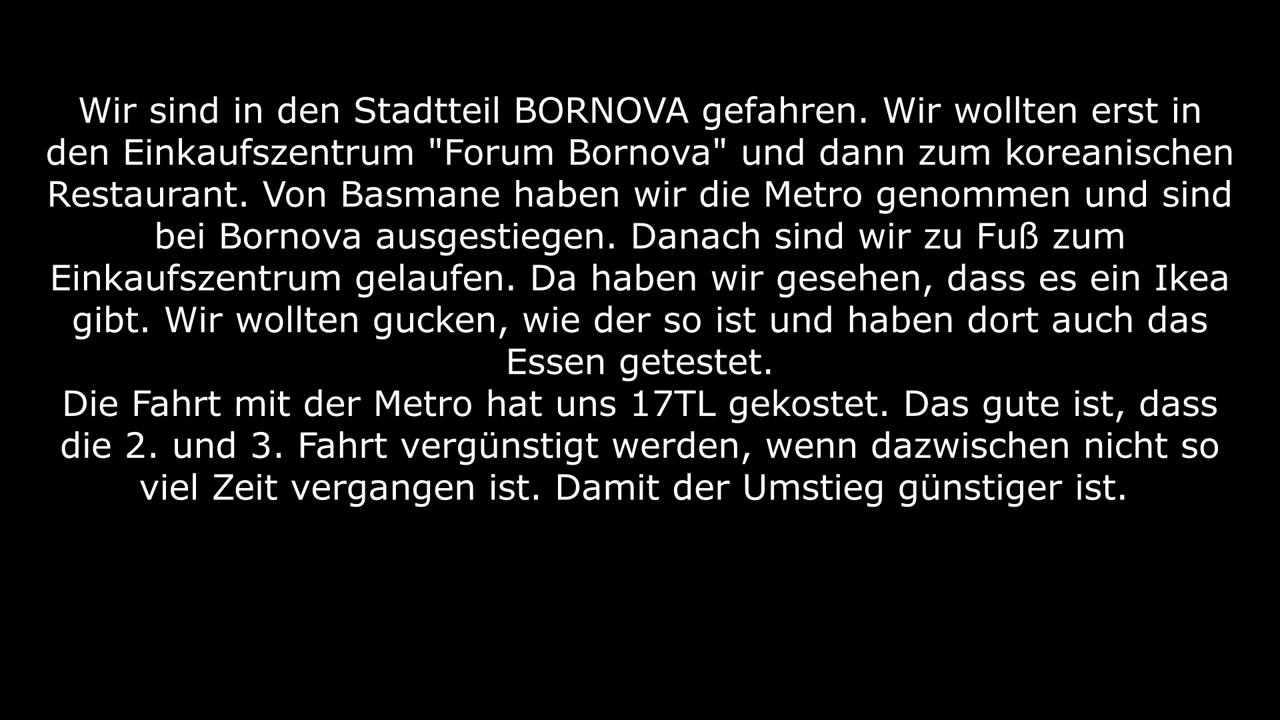 Wir sind in den Stadtteil BORNOVA gefahren. Wir wollten erst in
den Einkaufszentrum "Forum Bornova" und dann zum koreanischen
Restaurant. Von Basmane haben wir die Metro genommen und sind
bei Bornova ausgestiegen. Danach sind wir zu Fuß zum
Einkaufszentrum gelaufen. Da haben wir gesehen, dass es ein Ikea
gibt. Wir wollten gucken, wie der so ist und haben dort auch das
Essen getestet.
Die Fahrt mit der Metro hat uns 17TL gekostet. Das gute ist, dass
die 2. und 3. Fahrt vergünstigt werden, wenn dazwischen nicht so
viel Zeit vergangen ist. Damit der Umstieg günstiger ist.